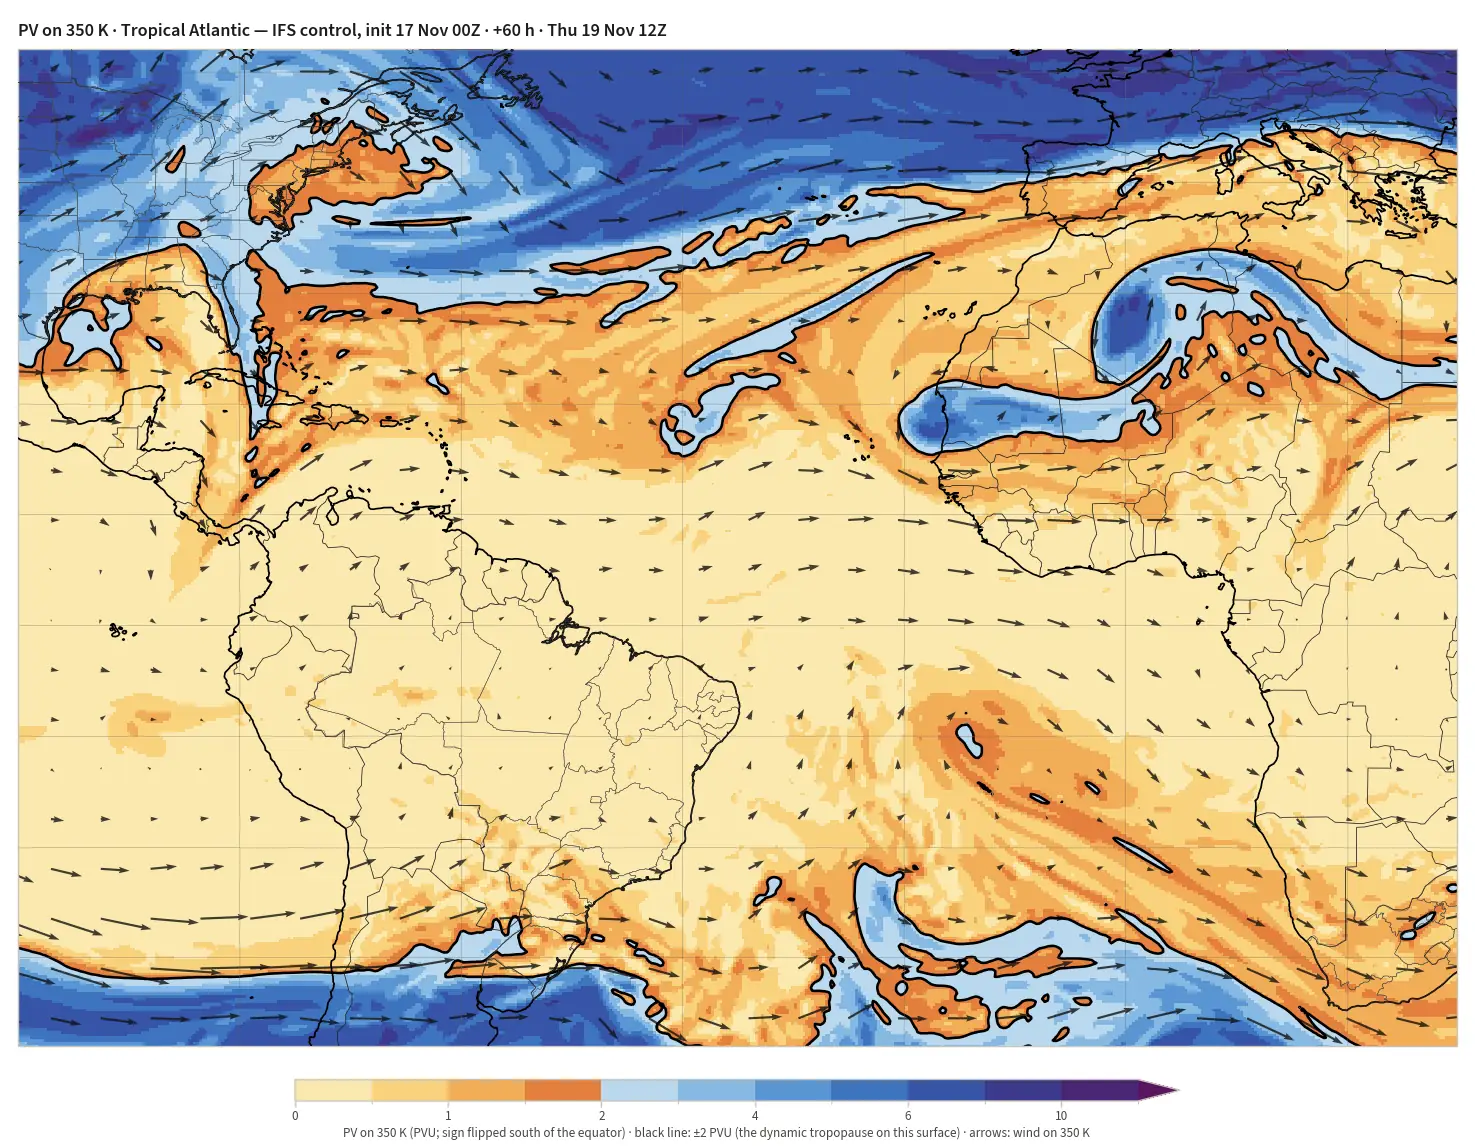 PV on 350 K · Tropical Atlantic — IFS control, init 17 Nov 00Z · +60 h · Thu 19 Nov 12Z
0 1 2 4 6 10
PV on 350 K (PVU; sign flipped south of the equator) · black line: ±2 PVU (the dynamic tropopause on this surface) · arrows: wind on 350 K